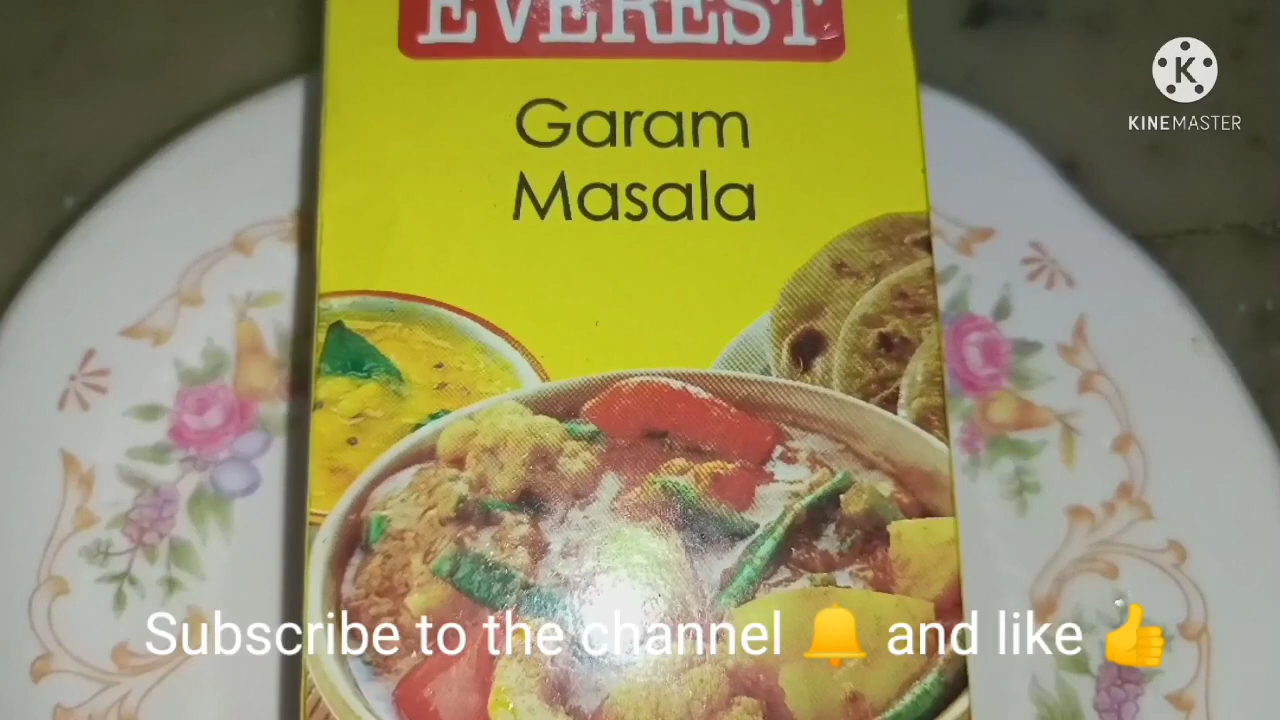 EVEREST
KINEMASTER
Garam
Masala
Subscribe to the channel 🔔 and like 👍